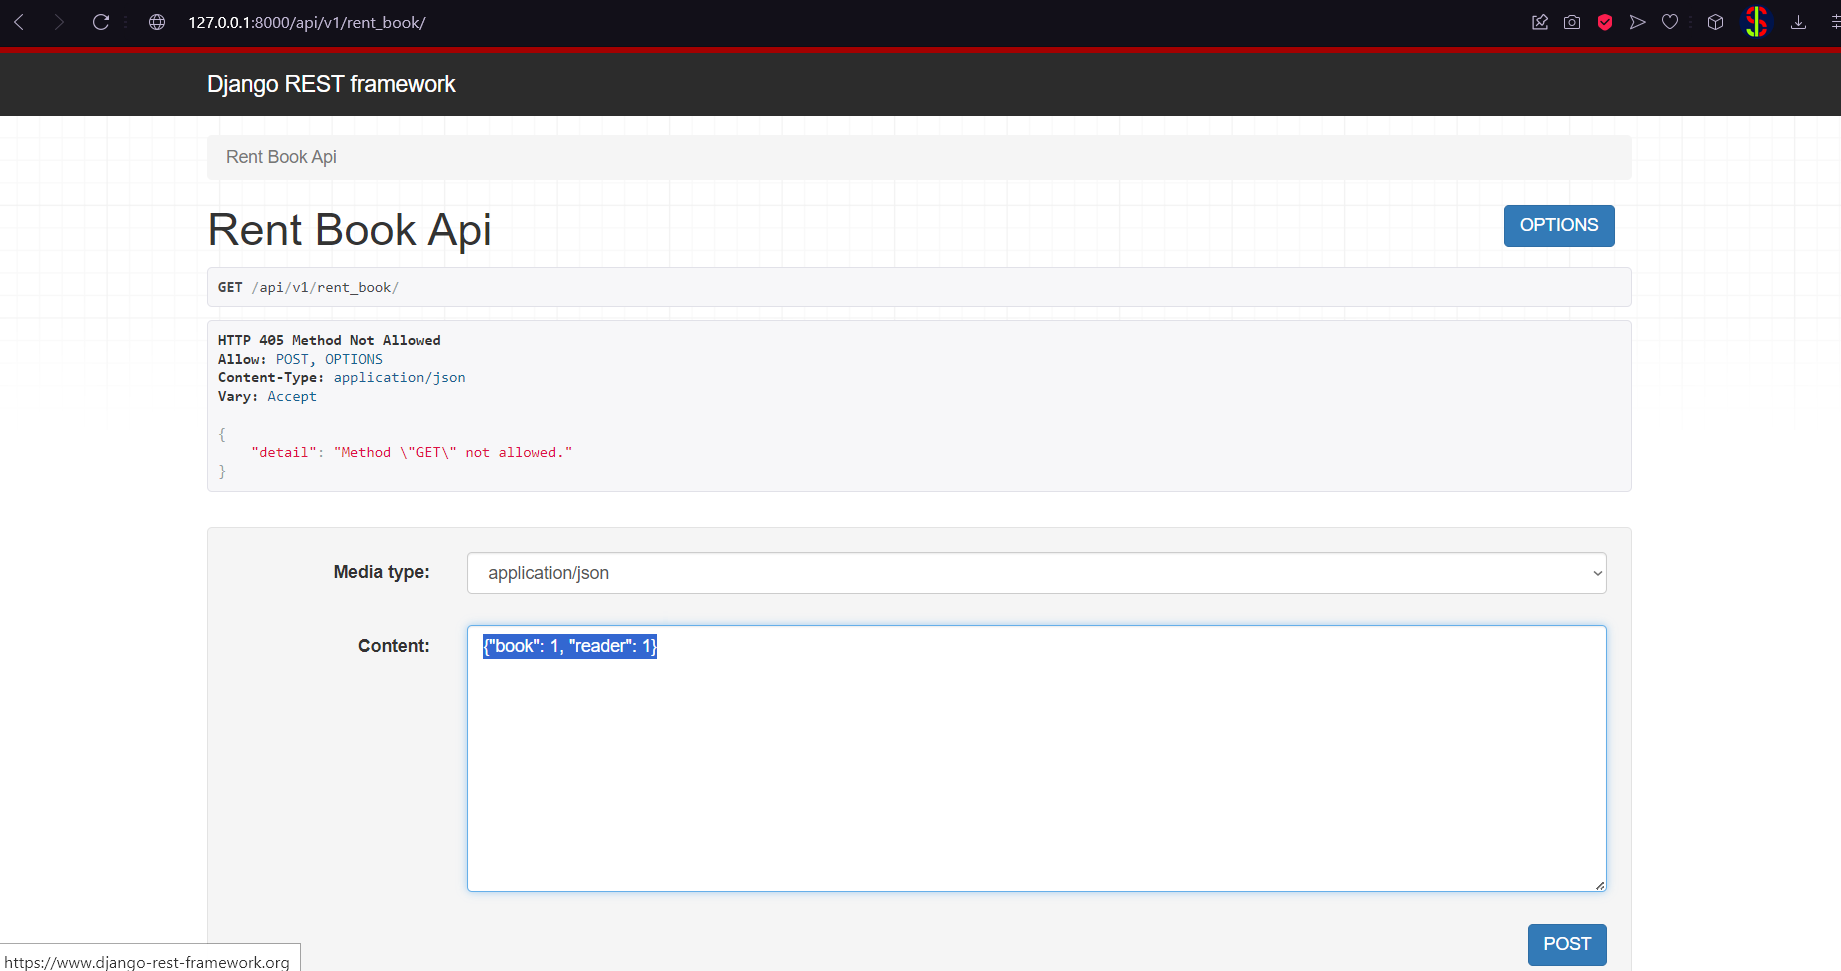 127.0.0.1:8000/api/v1/rent_book/
Django REST framework
Rent Book Api
Rent Book Api
OPTIONS
GET /api/v1/rent_book/
HTTP 405 Method Not Allowed
Allow: POST, OPTIONS
Content-Type: application/json
Vary: Accept
{
"detail": "Method \"GET\" not allowed."
}
Media type:
application/json
Content:
{"book": 1, "reader": 1}
POST
https://www.django-rest-framework.org